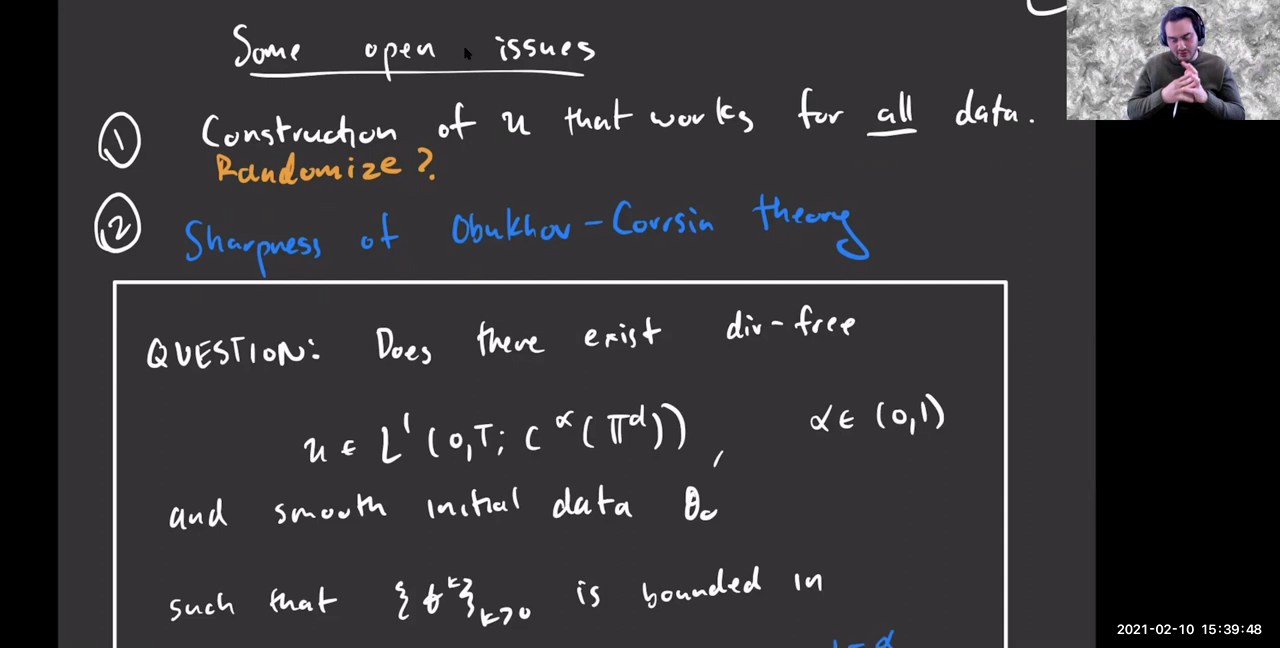 Some open issues
① Construction of u that works for all data.
Randomize?
② Sharpness of Obukhov-Corrsin theory
QUESTION: Does there exist div-free
u ∈ L¹(0,T; C^α(𝕋^d)), α ∈ (0,1)
and smooth initial data θ₀
such that {θ^κ}_{κ>0} is bounded in
2021-02-10 15:39:48